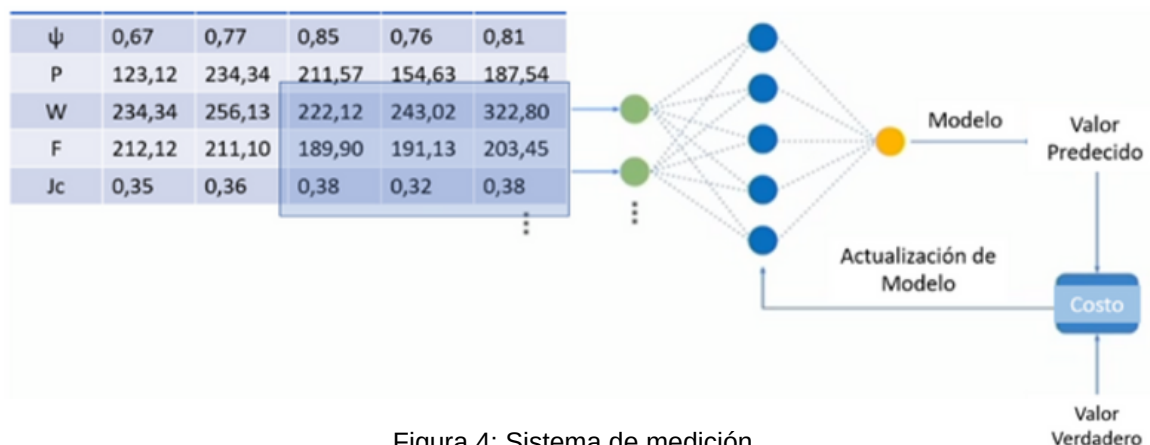 ψ 0,67 0,77 0,85 0,76 0,81
P 123,12 234,34 211,57 154,63 187,54
W 234,34 256,13 222,12 243,02 322,80
F 212,12 211,10 189,90 191,13 203,45
Jc 0,35 0,36 0,38 0,32 0,38
Modelo
Valor
Predecido
Actualización de
Modelo
Costo
Valor
Verdadero
Figura 4: Sistema de medición